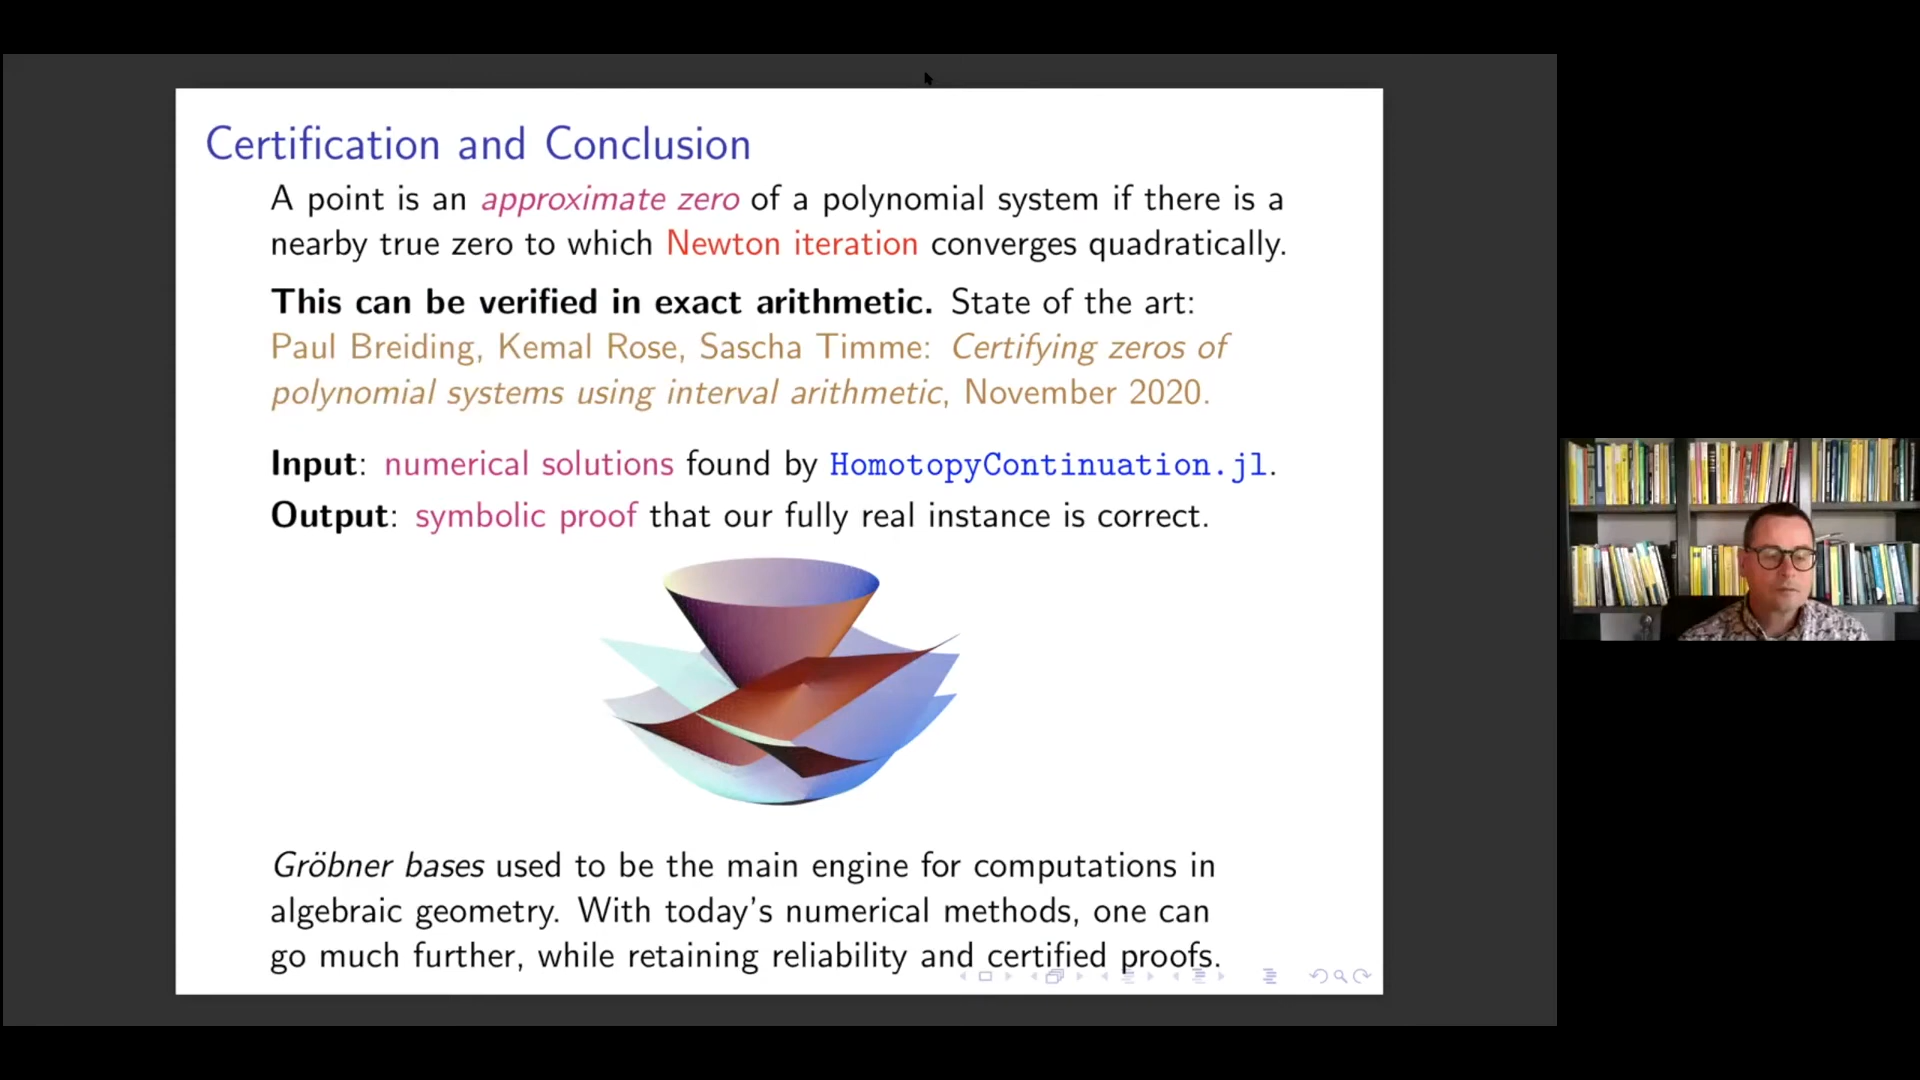 Certification and Conclusion
A point is an approximate zero of a polynomial system if there is a
nearby true zero to which Newton iteration converges quadratically.
This can be verified in exact arithmetic. State of the art:
Paul Breiding, Kemal Rose, Sascha Timme: Certifying zeros of
polynomial systems using interval arithmetic, November 2020.
Input: numerical solutions found by HomotopyContinuation.jl.
Output: symbolic proof that our fully real instance is correct.
Gröbner bases used to be the main engine for computations in
algebraic geometry. With today's numerical methods, one can
go much further, while retaining reliability and certified proofs.